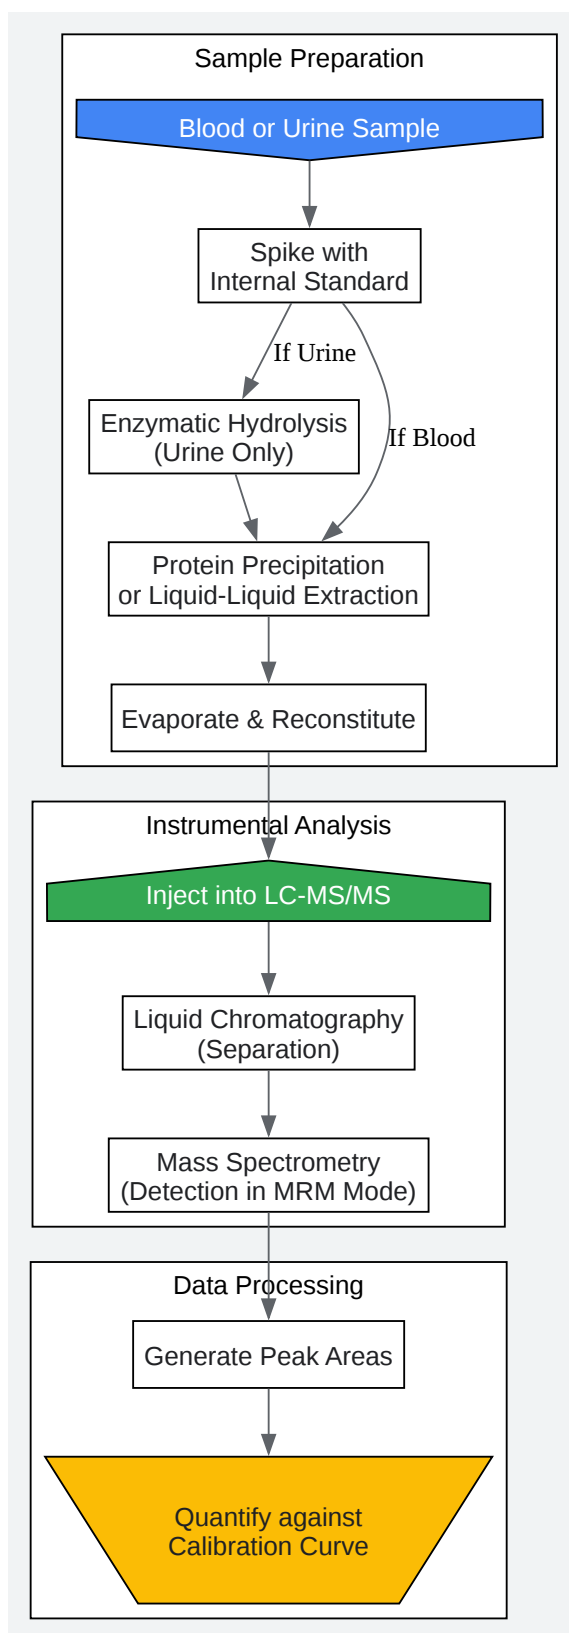 Sample Preparation
Blood or Urine Sample
Spike with
Internal Standard
If Urine
Enzymatic Hydrolysis
(Urine Only)
If Blood
Protein Precipitation
or Liquid-Liquid Extraction
Evaporate & Reconstitute
Instrumental Analysis
Inject into LC-MS/MS
Liquid Chromatography
(Separation)
Mass Spectrometry
(Detection in MRM Mode)
Data Processing
Generate Peak Areas
Quantify against
Calibration Curve